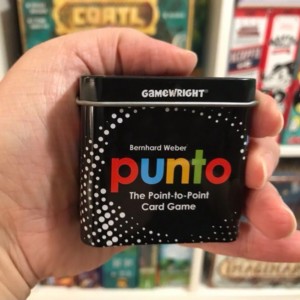 COATL
GAMEWRIGHT®
Bernhard Weber
punto
The Point-to-Point
Card Game